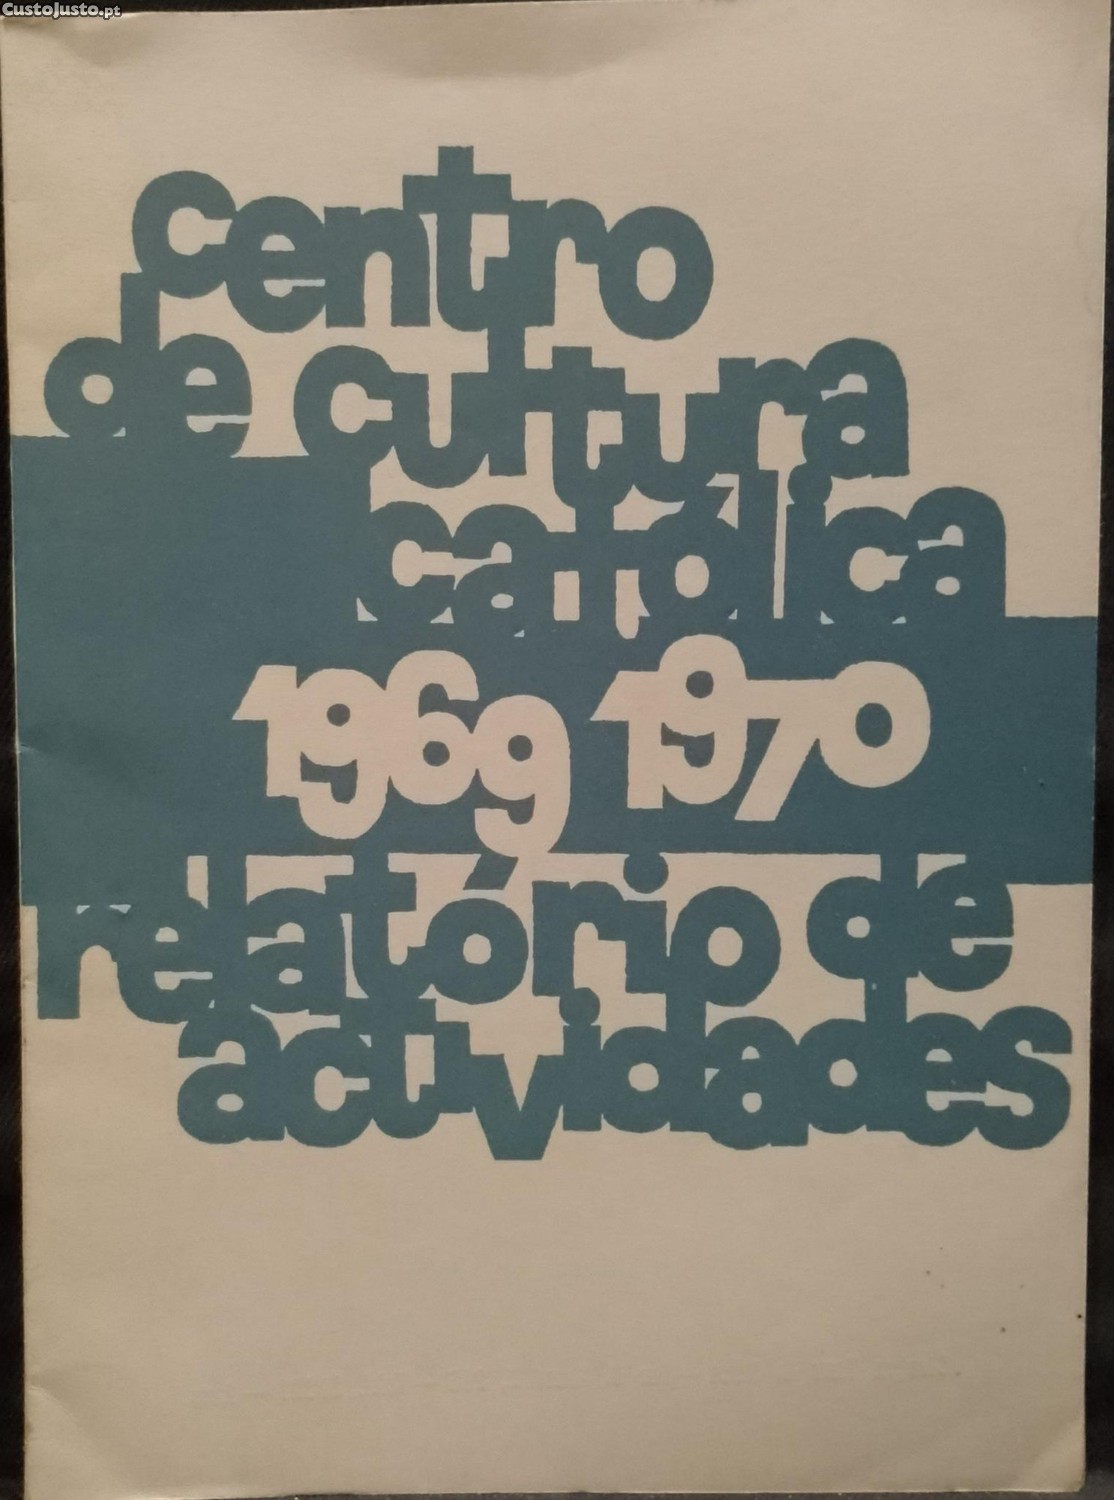 CustoJusto.pt
centro
de cultura
católica
1969 1970
relatório de
actividades